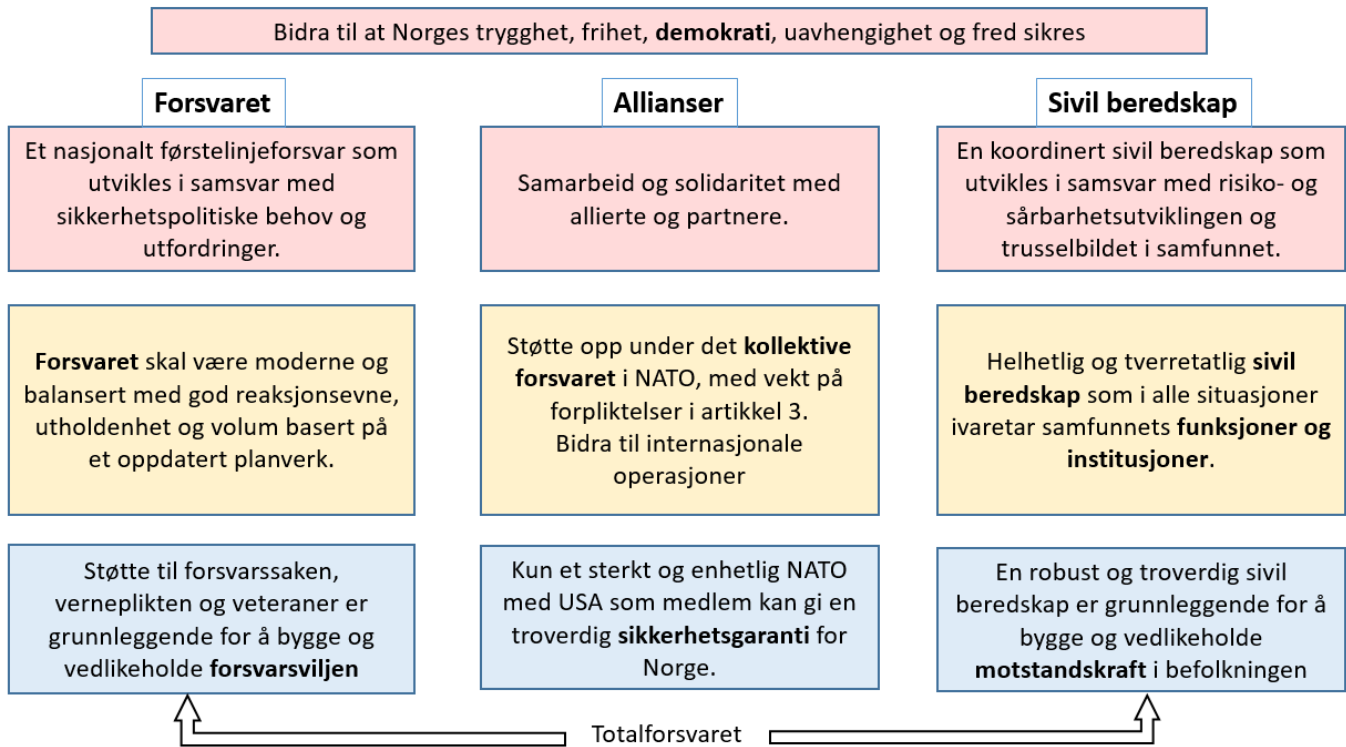 Bidra til at Norges trygghet, frihet, demokrati, uavhengighet og fred sikres
Forsvaret
Et nasjonalt førstelinjeforsvar som
utvikles i samsvar med
sikkerhetspolitiske behov og
utfordringer.
Forsvaret skal være moderne og
balansert med god reaksjonsevne,
utholdenhet og volum basert på
et oppdatert planverk.
Støtte til forsvarssaken,
verneplikten og veteraner er
grunnleggende for å bygge og
vedlikeholde forsvarsviljen
Allianser
Samarbeid og solidaritet med
allierte og partnere.
Støtte opp under det kollektive
forsvaret i NATO, med vekt på
forpliktelser i artikkel 3.
Bidra til internasjonale
operasjoner
Kun et sterkt og enhetlig NATO
med USA som medlem kan gi en
troverdig sikkerhetsgaranti for
Norge.
Sivil beredskap
En koordinert sivil beredskap som
utvikles i samsvar med risiko- og
sårbarhetsutviklingen og
trusselbildet i samfunnet.
Helhetlig og tverretatlig sivil
beredskap som i alle situasjoner
ivaretar samfunnets funksjoner og
institusjoner.
En robust og troverdig sivil
beredskap er grunnleggende for å
bygge og vedlikeholde
motstandskraft i befolkningen
Totalforsvaret